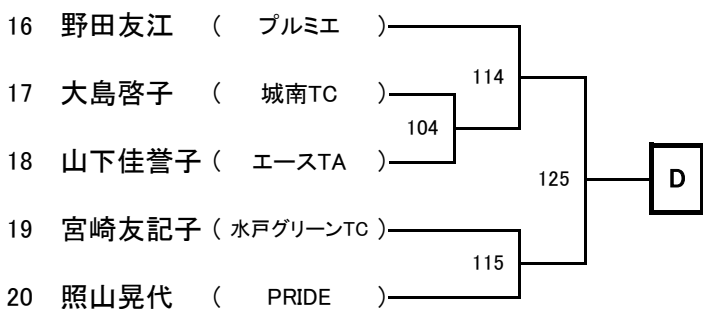 16 野田友江 ( プルミエ )
114
17 大島啓子 ( 城南TC )
104
18 山下佳誉子 ( エースTA )
125
D
19 宮崎友記子 ( 水戸グリーンTC )
115
20 照山晃代 ( PRIDE )